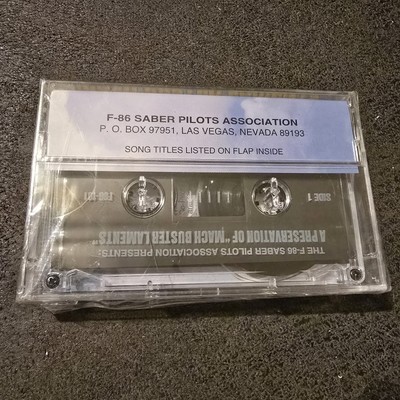 F-86 SABER PILOTS ASSOCIATION
P. O. BOX 97951, LAS VEGAS, NEVADA 89193
SONG TITLES LISTED ON FLAP INSIDE
THE F-86 SABER PILOTS ASSOCIATION PRESENTS:
A PRESERVATION OF "MACH BUSTER LAMENTS"
SIDE 1